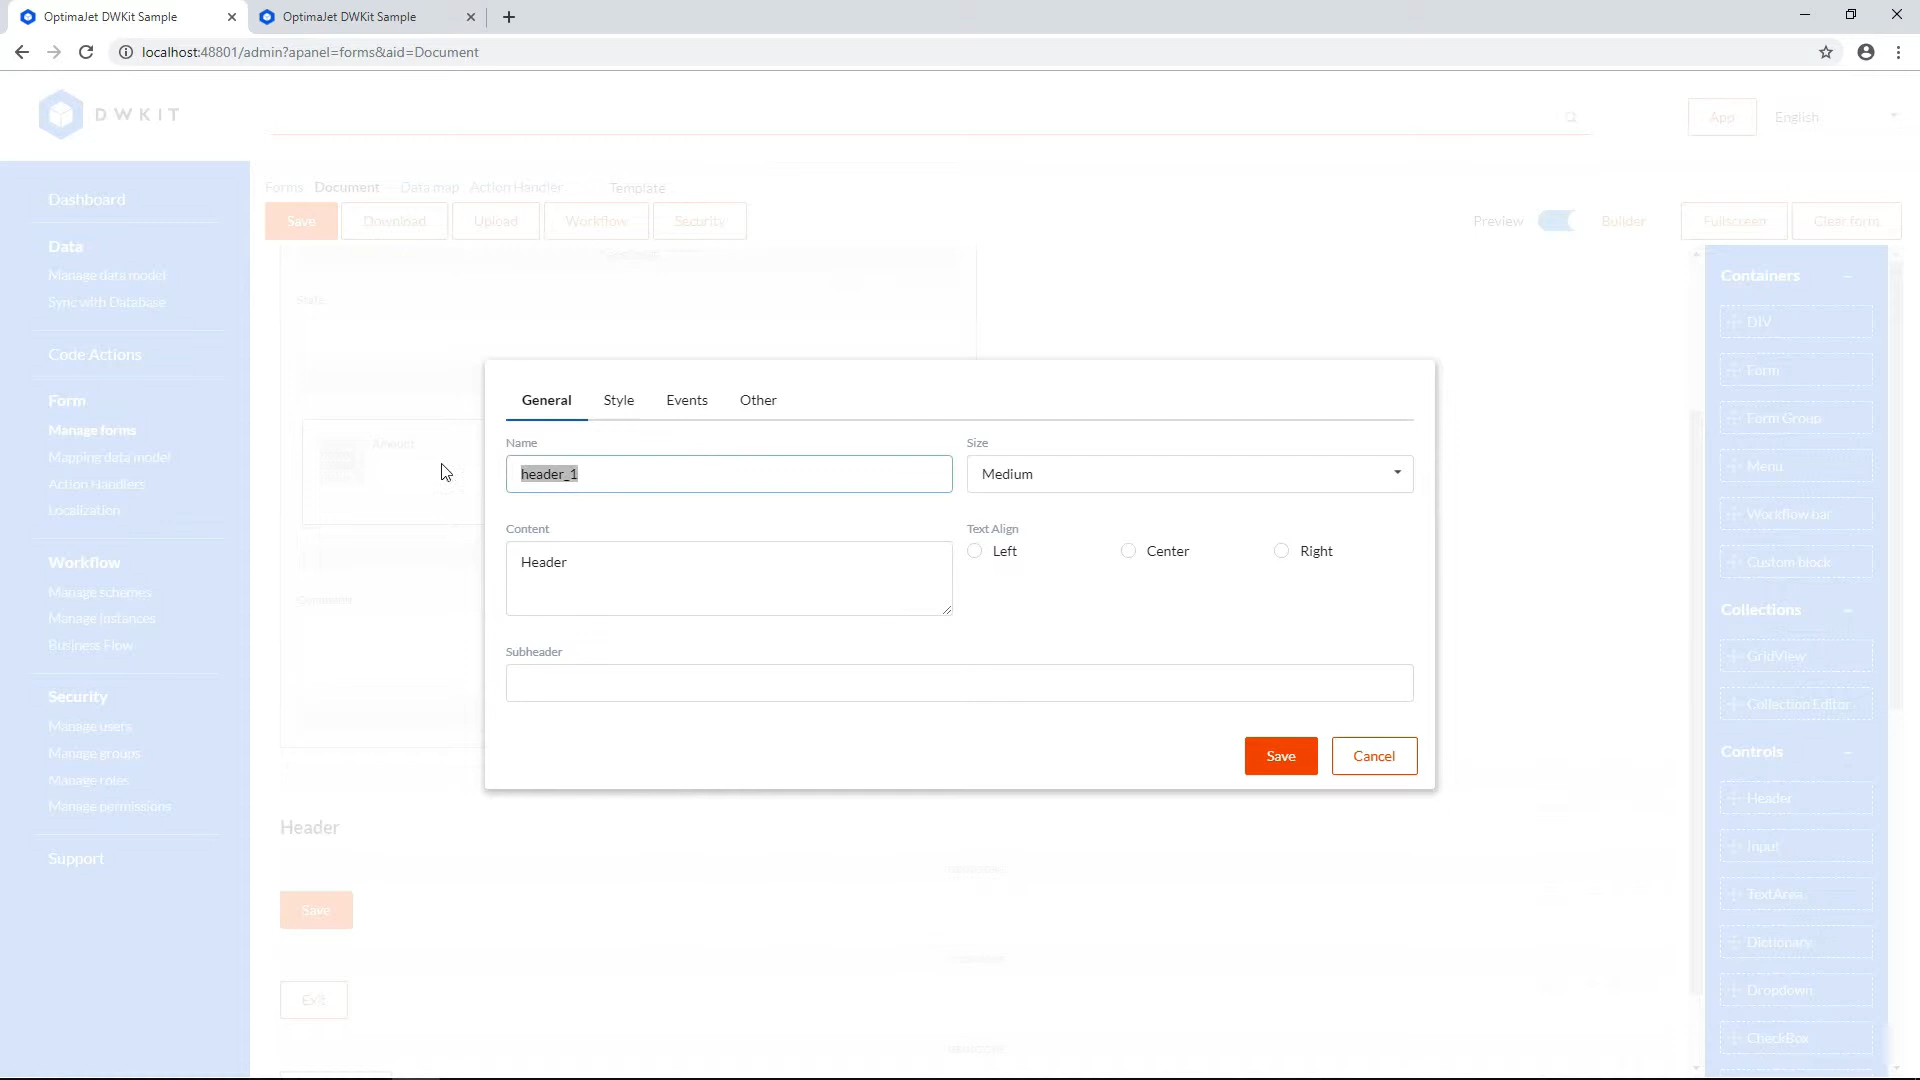 OptimaJet DWKit Sample
OptimaJet DWKit Sample
localhost:48801/admin?apanel=forms&aid=Document
DWKIT
App
English
Dashboard
Data
Manage data model
Sync with Database
Code Actions
Form
Manage forms
Mapping data model
Action Handlers
Localization
Workflow
Manage schemes
Manage instances
Business Flow
Security
Manage users
Manage groups
Manage roles
Manage permissions
Support
Forms Document Data map Action Handler Template
Save Download Upload Workflow Security
Preview Builder Fullscreen Clear form
State
Amount
Comment
General Style Events Other
Name
header_1
Size
Medium
Content
Header
Text Align
Left Center Right
Subheader
Save Cancel
Header
Save
Exit
Containers
DIV
Form
Form Group
Menu
Workflow bar
Custom block
Collections
GridView
Collection Editor
Controls
Header
Input
TextArea
Dictionary
Dropdown
CheckBox